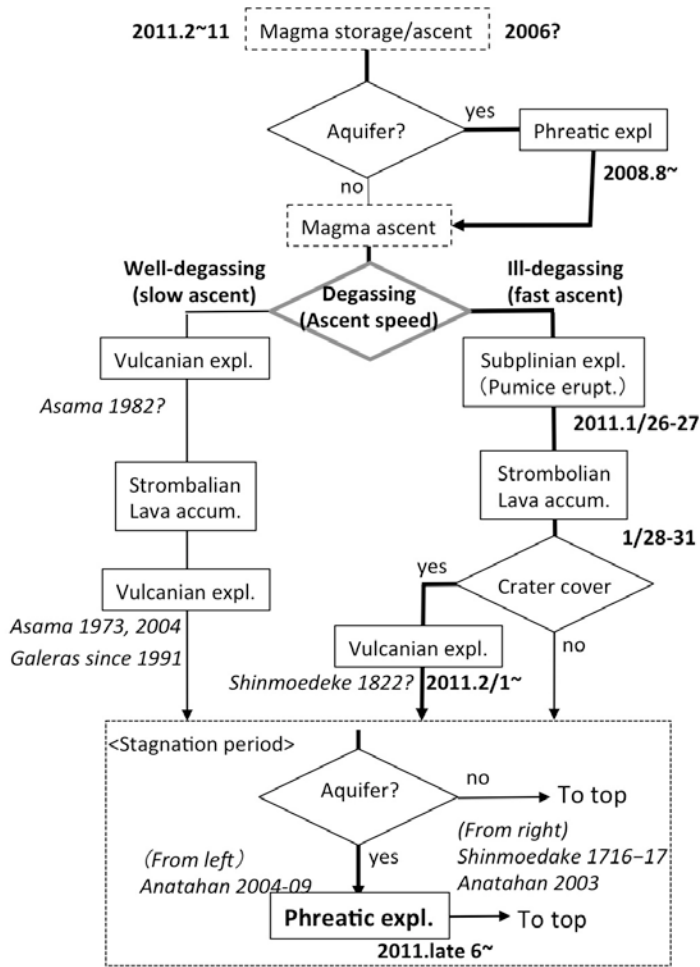 2011.2~11
Magma storage/ascent
2006?
Aquifer?
yes
Phreatic expl
2008.8~
no
Magma ascent
Well-degassing
(slow ascent)
Degassing
(Ascent speed)
Ill-degassing
(fast ascent)
Vulcanian expl.
Asama 1982?
Strombalian
Lava accum.
Vulcanian expl.
Asama 1973, 2004
Galeras since 1991
Subplinian expl.
(Pumice erupt.)
2011.1/26-27
Strombolian
Lava accum.
1/28-31
Crater cover
yes
no
Vulcanian expl.
Shinmoedeke 1822?
2011.2/1~
<Stagnation period>
Aquifer?
no
To top
yes
(From left)
Anatahan 2004-09
(From right)
Shinmoedake 1716–17
Anatahan 2003
Phreatic expl.
To top
2011.late 6~